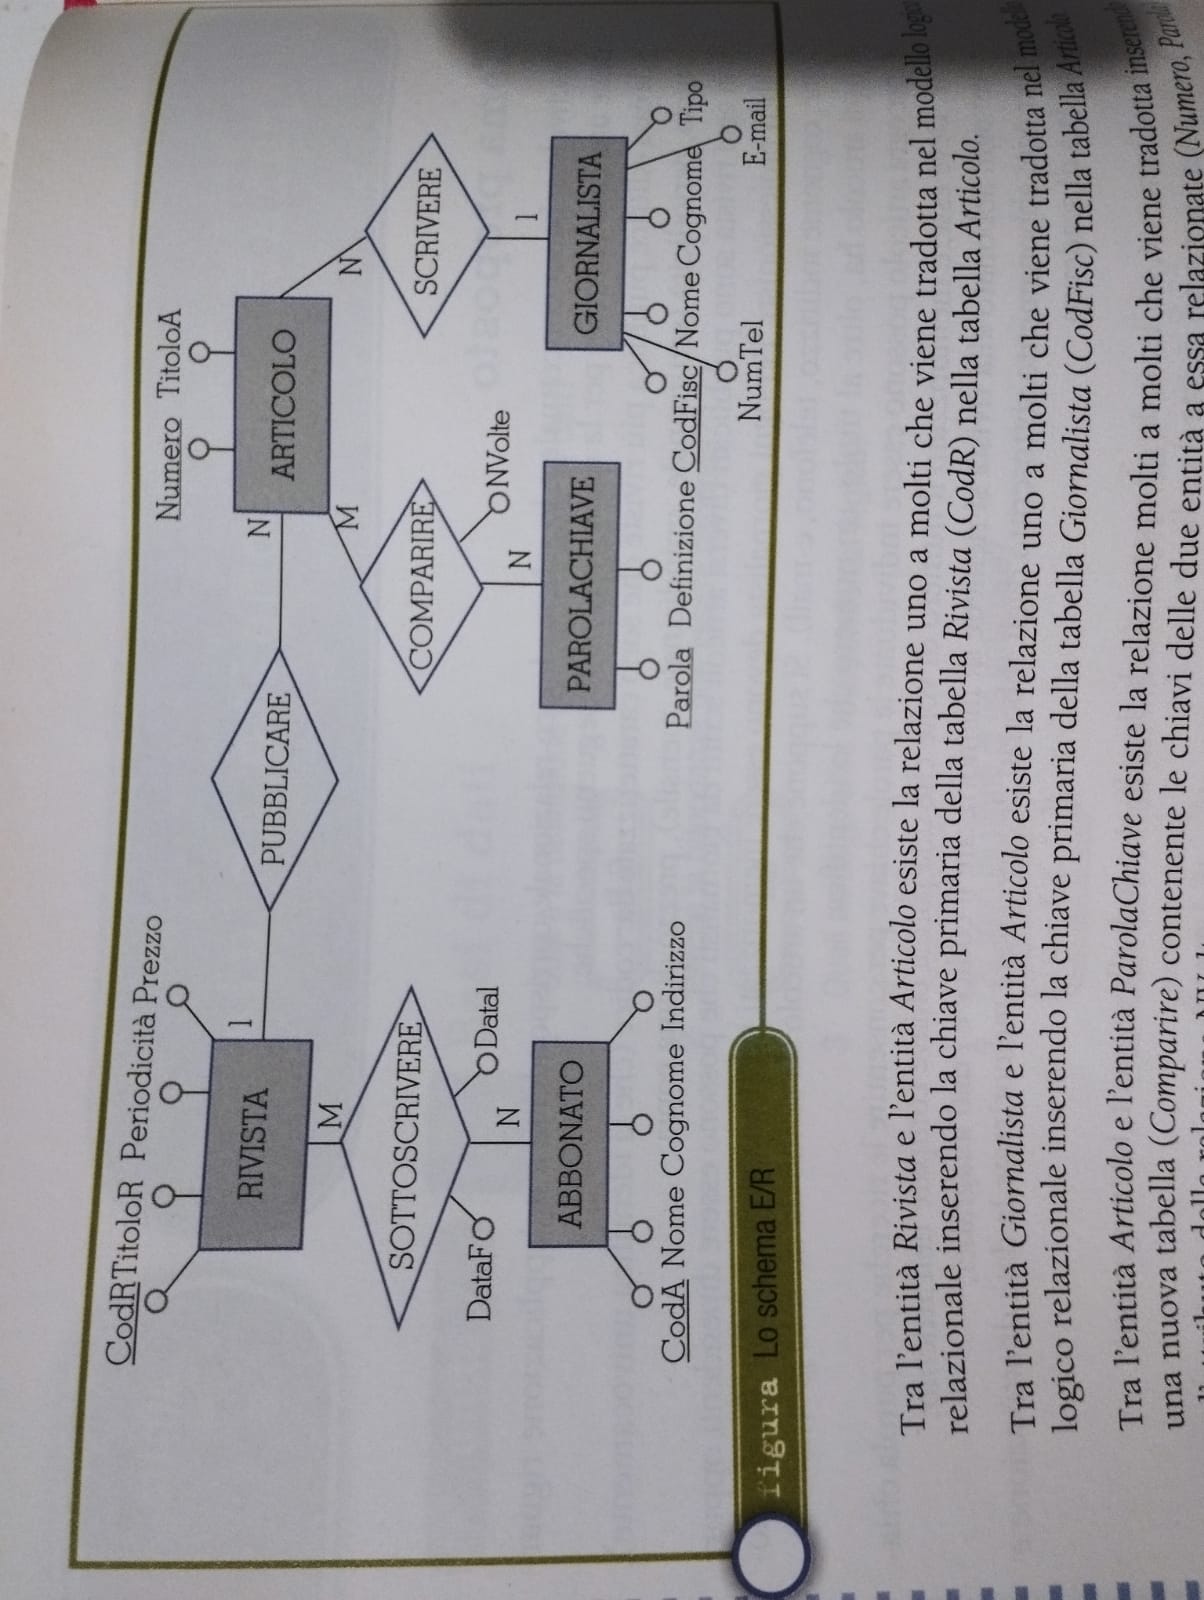 CodR TitoloR Periodicità Prezzo
Numero TitoloA
RIVISTA
1
PUBBLICARE
N
ARTICOLO
M
M
N
SOTTOSCRIVERE
COMPARIRE
SCRIVERE
DataF
DataI
NVolte
N
N
1
ABBONATO
PAROLACHIAVE
GIORNALISTA
CodA Nome Cognome Indirizzo
Parola Definizione
CodFisc Nome Cognome Tipo
NumTel
E-mail
figura Lo schema E/R
Tra l'entità Rivista e l'entità Articolo esiste la relazione uno a molti che viene tradotta nel modello logico
relazionale inserendo la chiave primaria della tabella Rivista (CodR) nella tabella Articolo.
Tra l'entità Giornalista e l'entità Articolo esiste la relazione uno a molti che viene tradotta nel modello
logico relazionale inserendo la chiave primaria della tabella Giornalista (CodFisc) nella tabella Articolo.
Tra l'entità Articolo e l'entità ParolaChiave esiste la relazione molti a molti che viene tradotta inserendo
una nuova tabella (Comparire) contenente le chiavi delle due entità a essa relazionate (Numero, Parola)